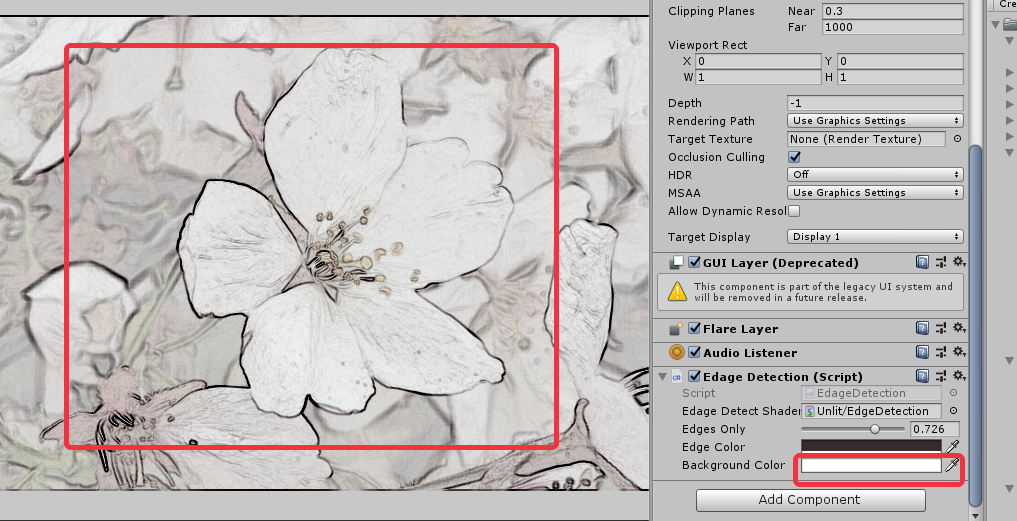 Cre
Clipping Planes Near 0.3
Far 1000
Viewport Rect
X 0 Y 0
W 1 H 1
Depth -1
Rendering Path Use Graphics Settings
Target Texture None (Render Texture)
Occlusion Culling
HDR Off
MSAA Use Graphics Settings
Allow Dynamic Resol
Target Display Display 1
GUI Layer (Deprecated)
This component is part of the legacy UI system and
will be removed in a future release.
Flare Layer
Audio Listener
c# Edage Detection (Script)
Script EdageDetection
Edage Detect Shader Unlit/EdgeDetection
Edges Only 0.726
Edge Color
Background Color
Add Component